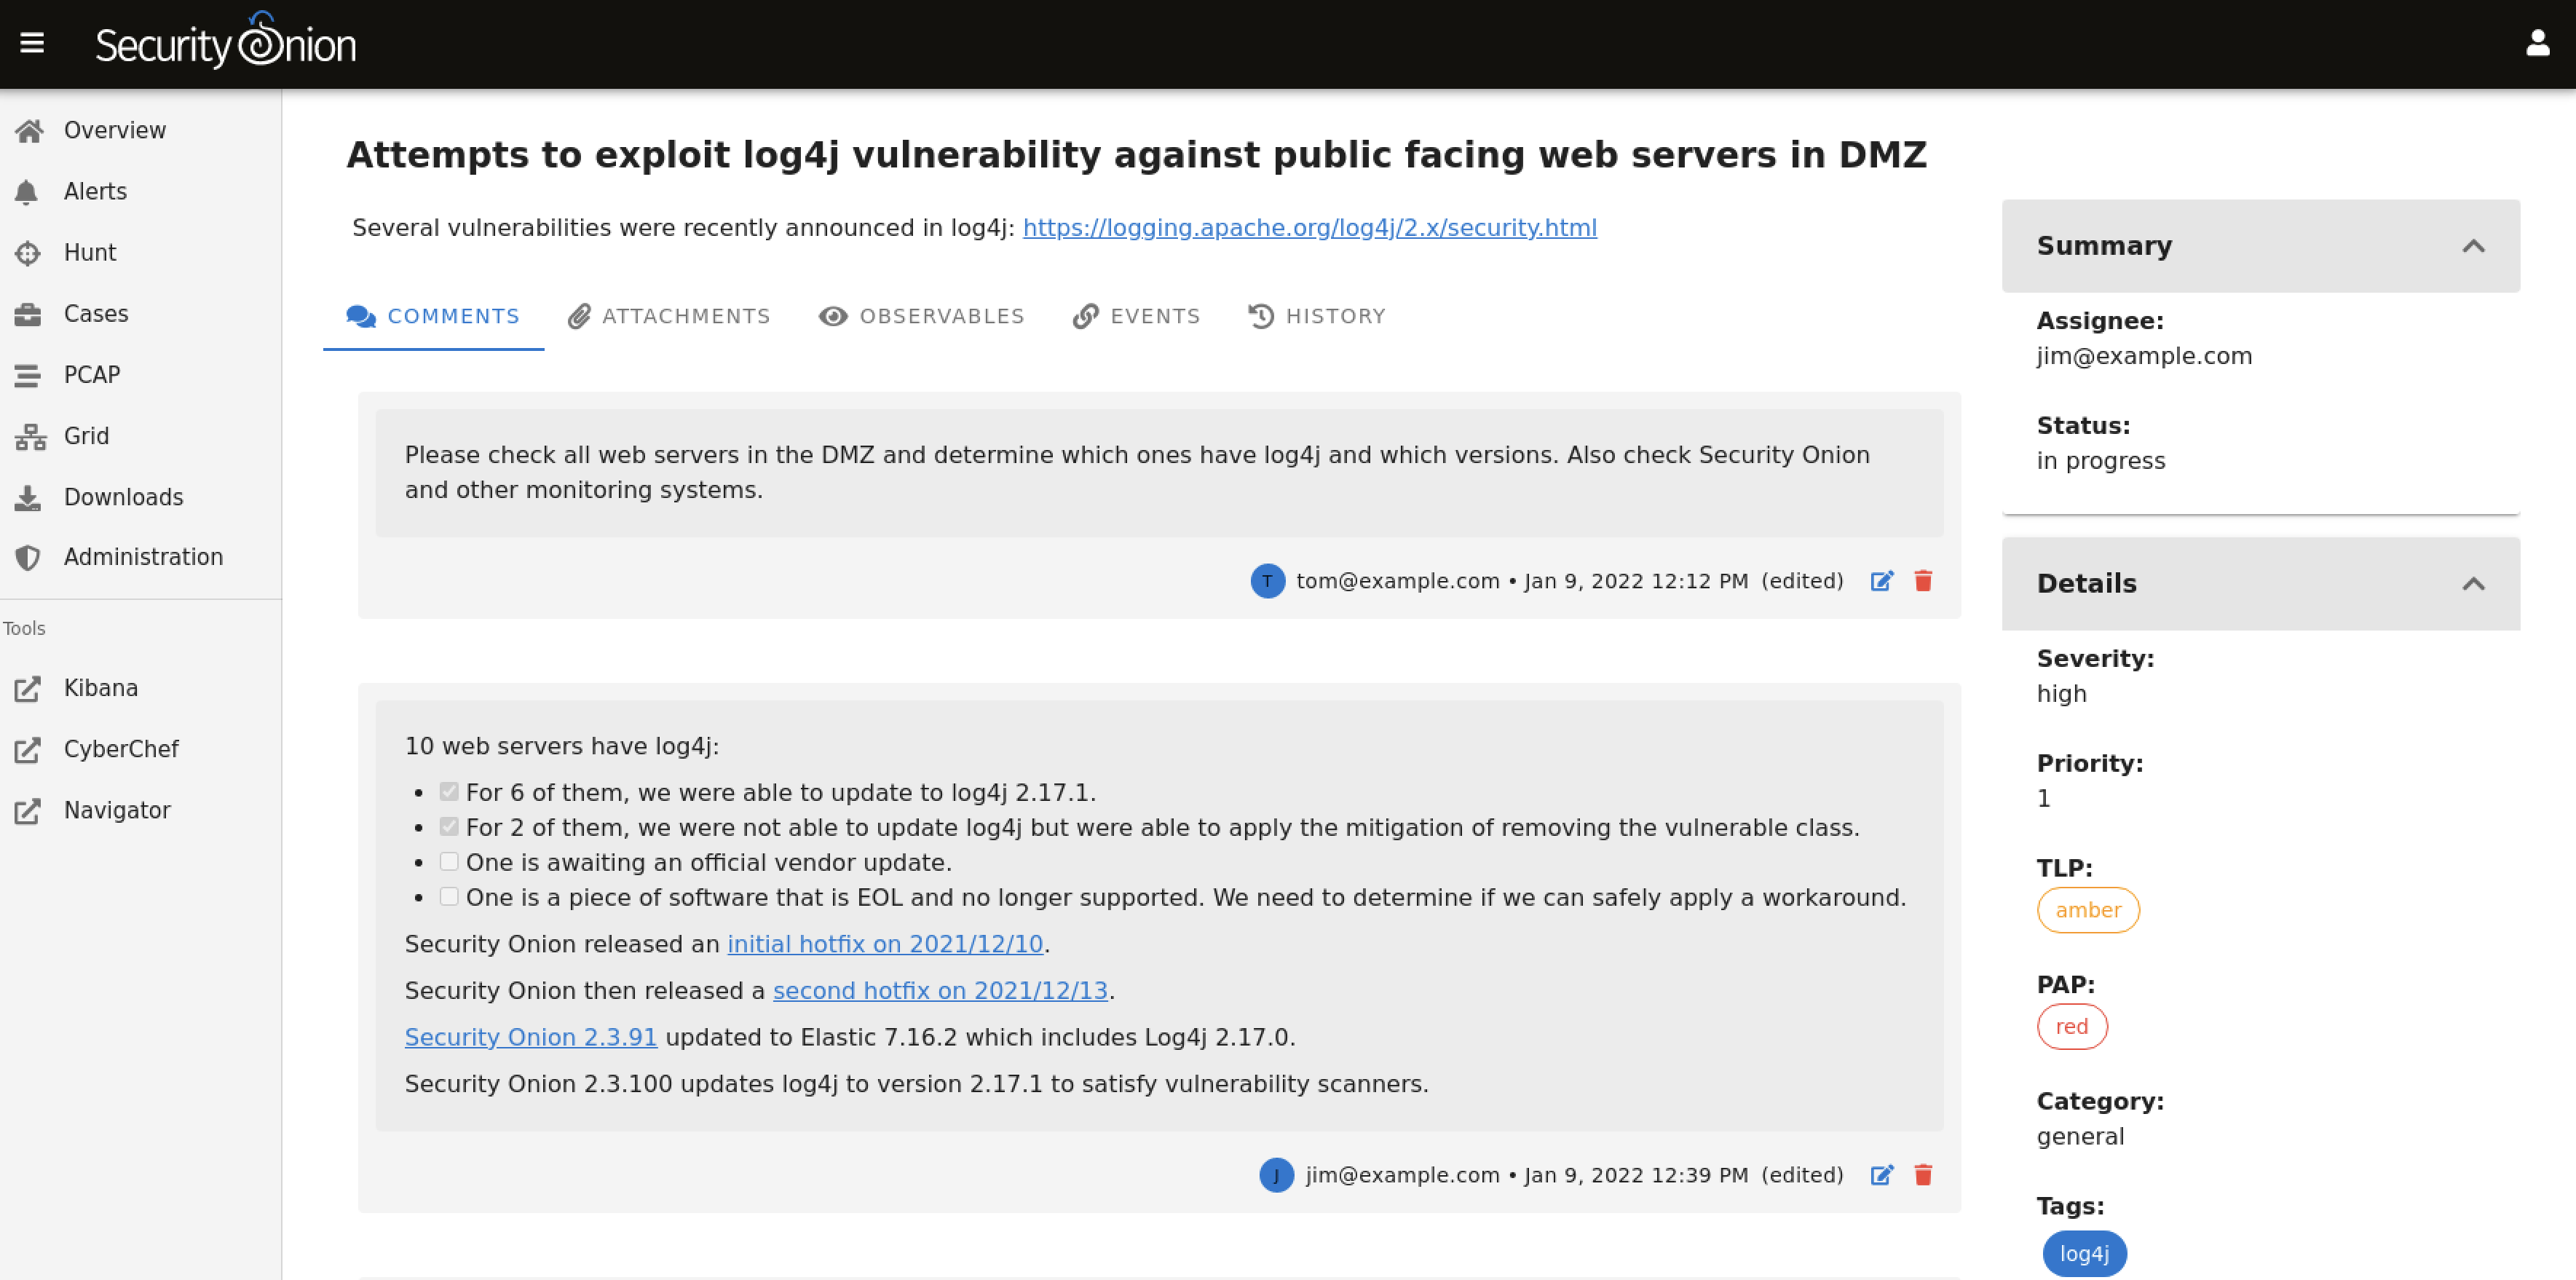 Security Onion
Overview
Alerts
Hunt
Cases
PCAP
Grid
Downloads
Administration
Tools
Kibana
CyberChef
Navigator
Attempts to exploit log4j vulnerability against public facing web servers in DMZ
Several vulnerabilities were recently announced in log4j: https://logging.apache.org/log4j/2.x/security.html
COMMENTS ATTACHMENTS OBSERVABLES EVENTS HISTORY
Please check all web servers in the DMZ and determine which ones have log4j and which versions. Also check Security Onion
and other monitoring systems.
T tom@example.com • Jan 9, 2022 12:12 PM (edited)
10 web servers have log4j:
• For 6 of them, we were able to update to log4j 2.17.1.
• For 2 of them, we were not able to update log4j but were able to apply the mitigation of removing the vulnerable class.
• One is awaiting an official vendor update.
• One is a piece of software that is EOL and no longer supported. We need to determine if we can safely apply a workaround.
Security Onion released an initial hotfix on 2021/12/10.
Security Onion then released a second hotfix on 2021/12/13.
Security Onion 2.3.91 updated to Elastic 7.16.2 which includes Log4j 2.17.0.
Security Onion 2.3.100 updates log4j to version 2.17.1 to satisfy vulnerability scanners.
J jim@example.com • Jan 9, 2022 12:39 PM (edited)
Summary
Assignee:
jim@example.com
Status:
in progress
Details
Severity:
high
Priority:
1
TLP:
amber
PAP:
red
Category:
general
Tags:
log4j